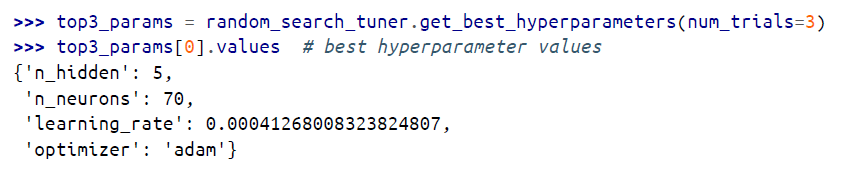 >>> top3_params = random_search_tuner.get_best_hyperparameters(num_trials=3)
>>> top3_params[0].values  # best hyperparameter values
{'n_hidden': 5,
 'n_neurons': 70,
 'learning_rate': 0.00041268008323824807,
 'optimizer': 'adam'}